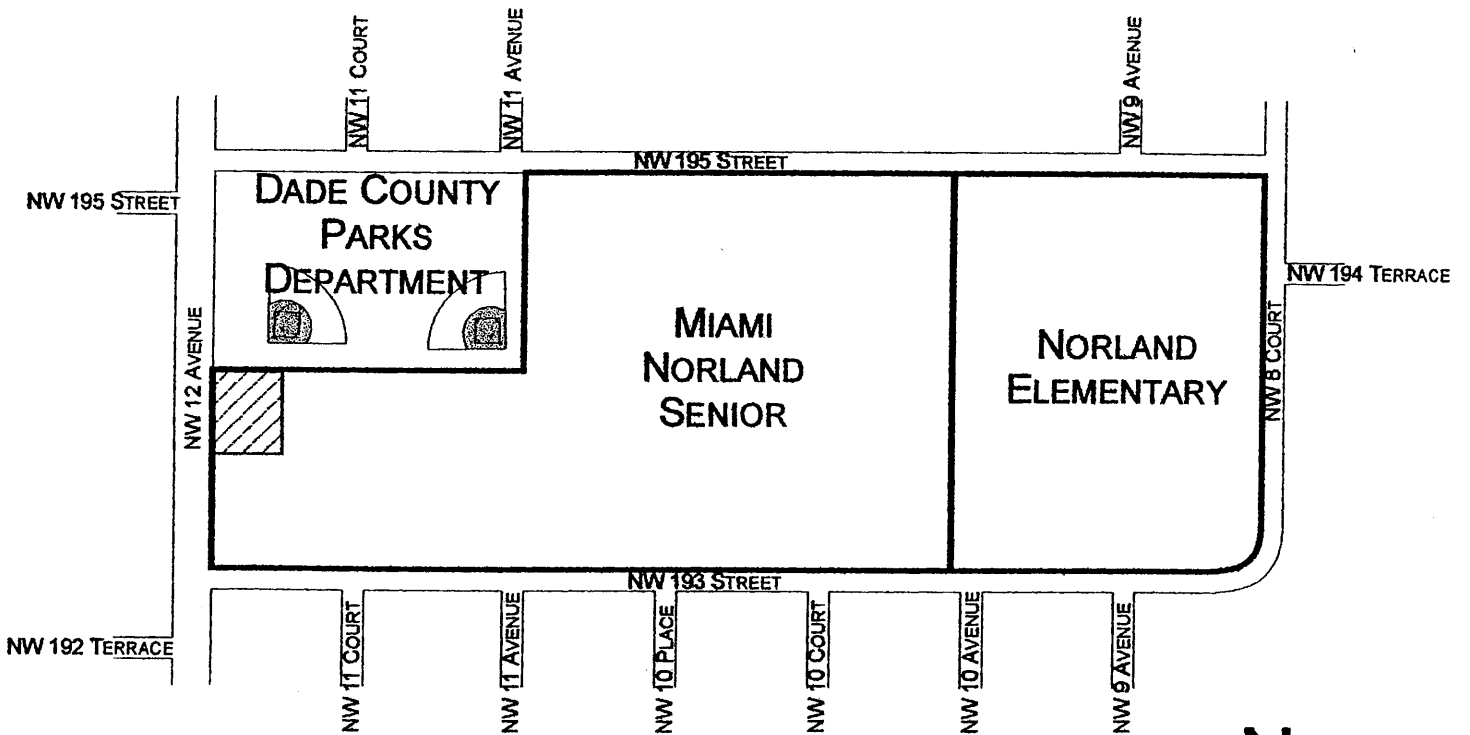 NW 11 COURT
NW 11 AVENUE
NW 9 AVENUE
NW 195 STREET
NW 195 STREET
DADE COUNTY
PARKS
DEPARTMENT
NW 194 TERRACE
NW 12 AVENUE
MIAMI
NORLAND
SENIOR
NORLAND
ELEMENTARY
NW 8 COURT
NW 193 STREET
NW 192 TERRACE
NW 11 COURT
NW 11 AVENUE
NW 10 PLACE
NW 10 COURT
NW 10 AVENUE
NW 9 AVENUE
N